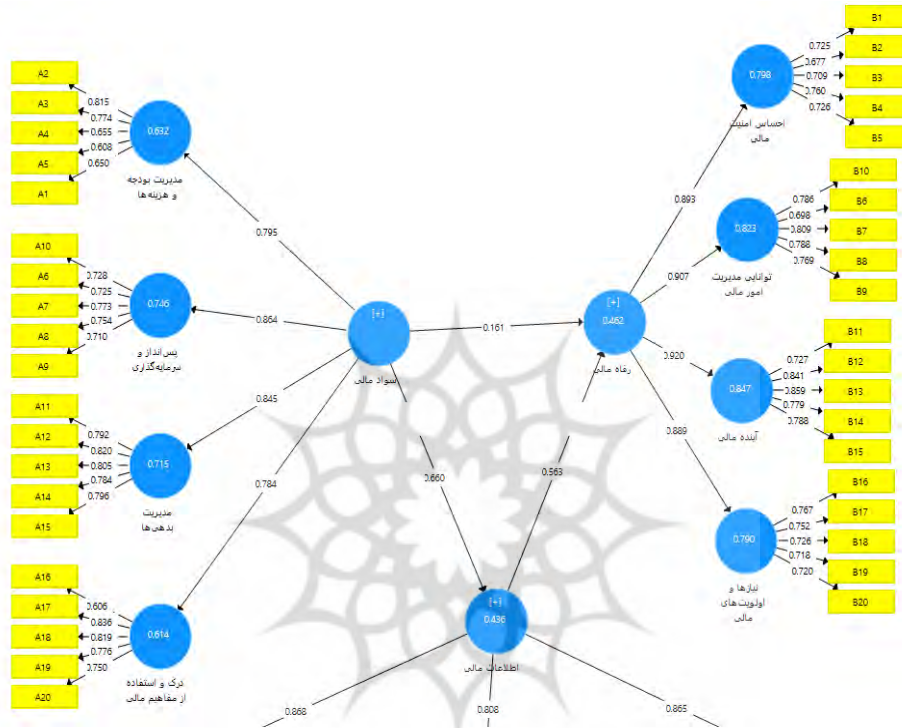 A2
A3
A4
A5
A1
0.815
0.774
0.655
0.608
0.650
0.632
مدیریت بودجه
و هزینه‌ها
0.795
A10
A6
A7
A8
A9
0.728
0.725
0.773
0.754
0.710
0.746
پس‌انداز و
سرمایه‌گذاری
0.864
A11
A12
A13
A14
A15
0.792
0.820
0.805
0.784
0.796
0.715
مدیریت
بدهی‌ها
0.845
A16
A17
A18
A19
A20
0.606
0.836
0.819
0.776
0.750
0.614
درک و استفاده
از مفاهیم مالی
0.784
[+]
سواد مالی
0.161
0.660
0.563
[+]
0.462
رفاه مالی
[+]
0.436
اطلاعات مالی
0.868
0.808
0.865
0.893
0.907
0.920
0.889
0.798
احساس امنیت
مالی
0.725
0.677
0.709
0.760
0.726
B1
B2
B3
B4
B5
0.823
توانایی مدیریت
امور مالی
0.786
0.698
0.809
0.788
0.769
B10
B6
B7
B8
B9
0.847
آینده مالی
0.727
0.841
0.859
0.779
0.788
B11
B12
B13
B14
B15
0.790
نیازها و
اولویت‌های
مالی
0.767
0.752
0.726
0.718
0.720
B16
B17
B18
B19
B20